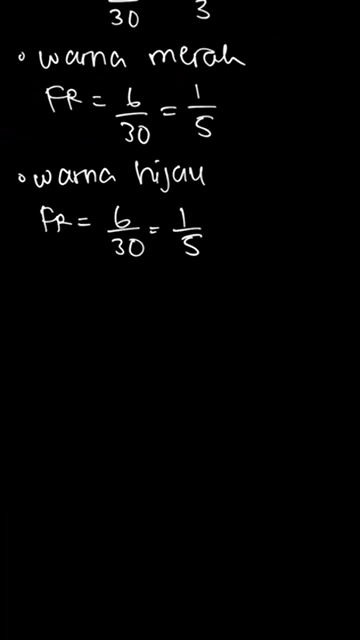 30 3
• warna merah
FR = 6/30 = 1/5
• warna hijau
FR = 6/30 = 1/5